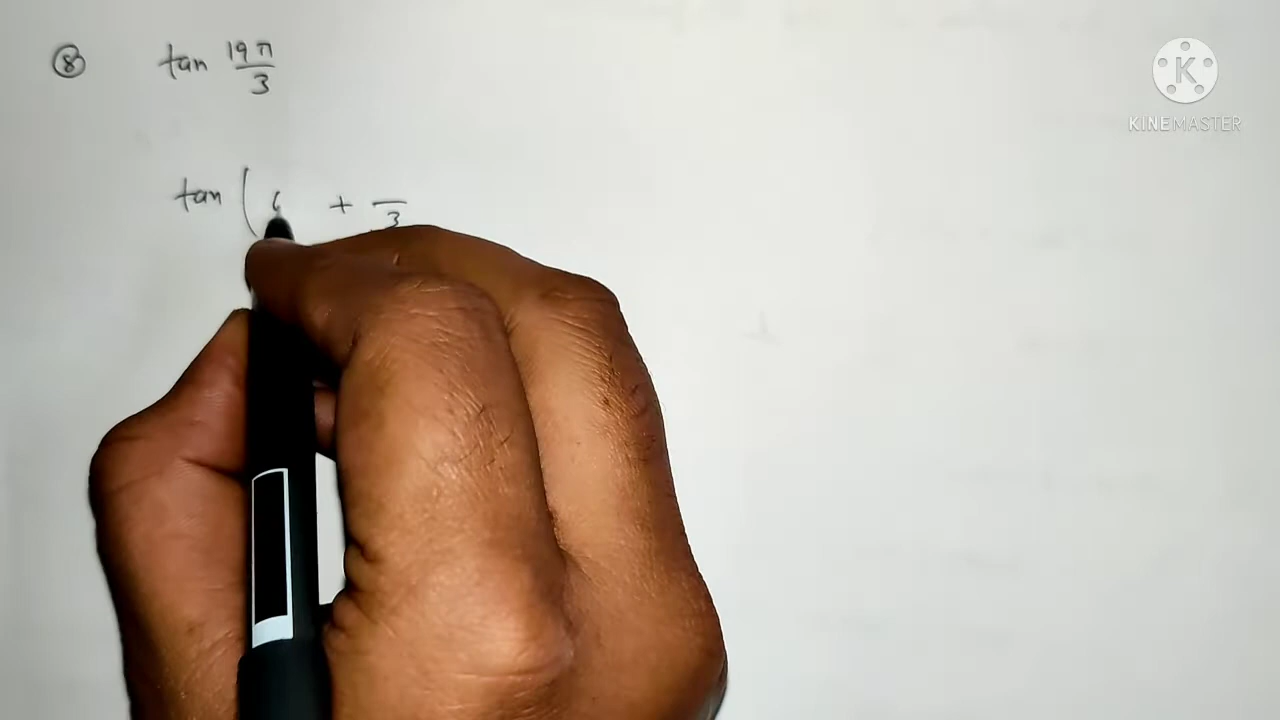 ⑧ tan 19π/3
tan ( 6 + /3
KINEMASTER